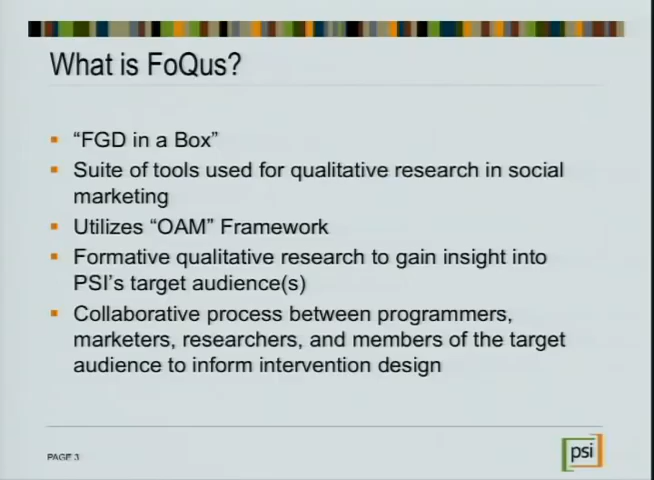 What is FoQus?
"FGD in a Box"
Suite of tools used for qualitative research in social
marketing
Utilizes "OAM" Framework
Formative qualitative research to gain insight into
PSI's target audience(s)
Collaborative process between programmers,
marketers, researchers, and members of the target
audience to inform intervention design
PAGE 3
psi